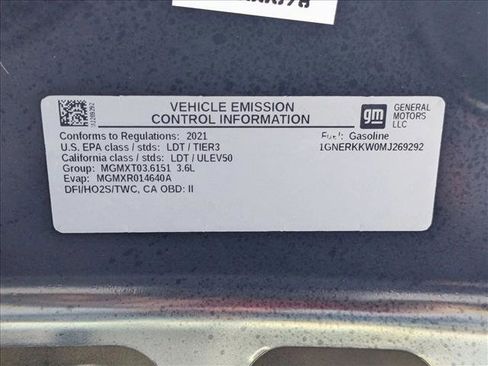 VEHICLE EMISSION
CONTROL INFORMATION
gm
GENERAL
MOTORS
LLC
Conforms to Regulations: 2021
U.S. EPA class / stds: LDT / TIER3
California class / stds: LDT / ULEV50
Group: MGMXT03.6151 3.6L
Evap: MGMXR014640A
DFI/HO2S/TWC, CA OBD: II
Fuel: Gasoline
1GNERKKW0MJ269292